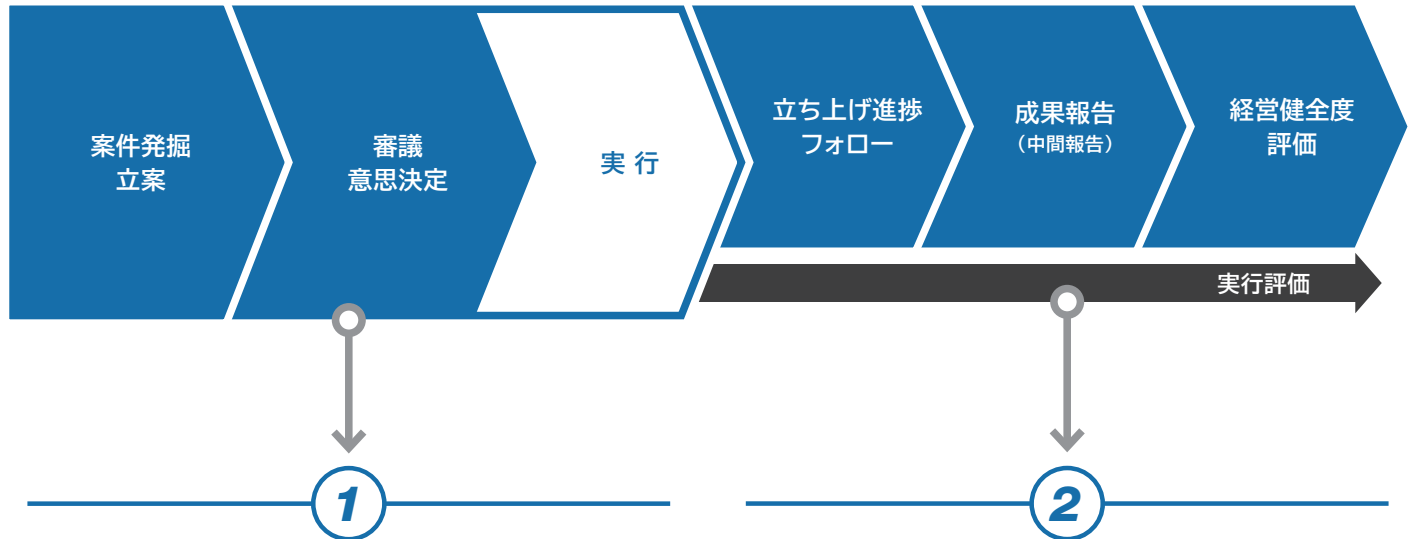 案件発掘
立案
審議
意思決定
実 行
立ち上げ進捗
フォロー
成果報告
（中間報告）
経営健全度
評価
実行評価
1
2